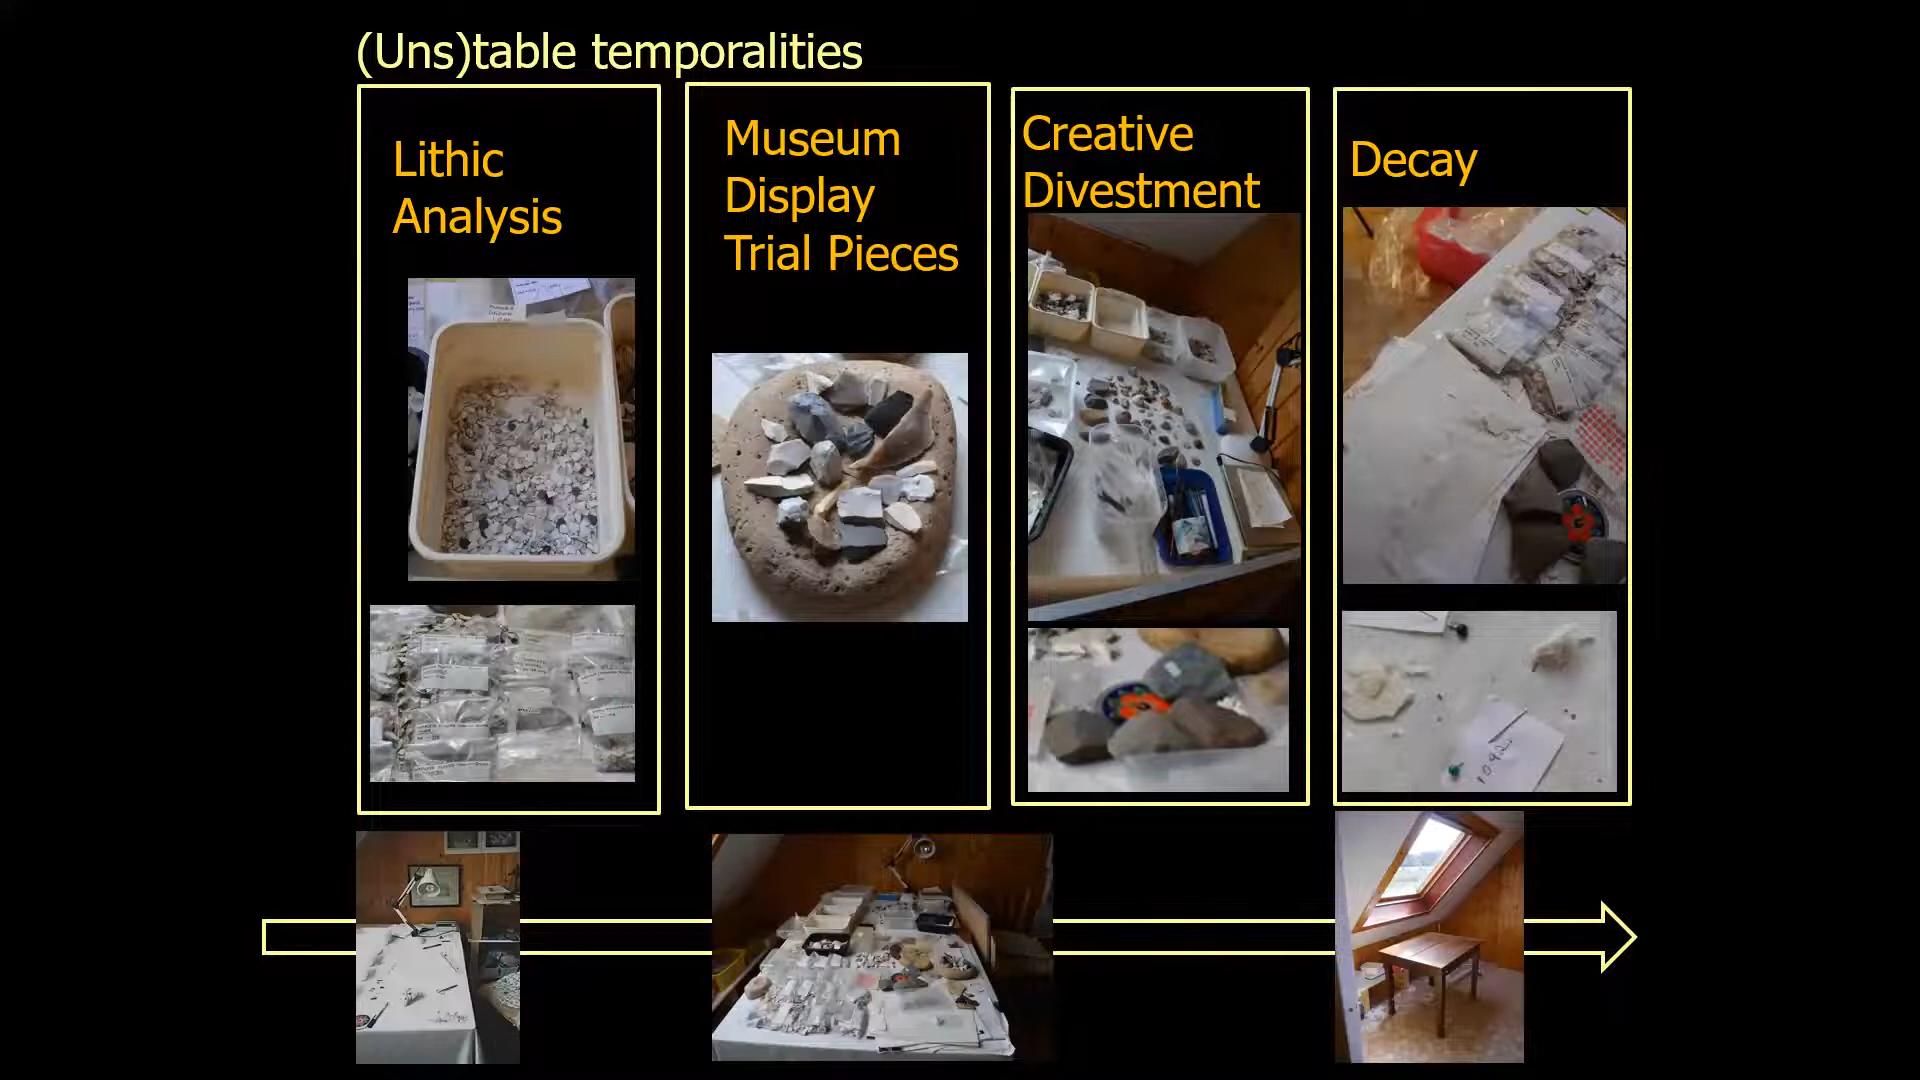 (Uns)table temporalities
Lithic
Analysis
Museum
Display
Trial Pieces
Creative
Divestment
Decay